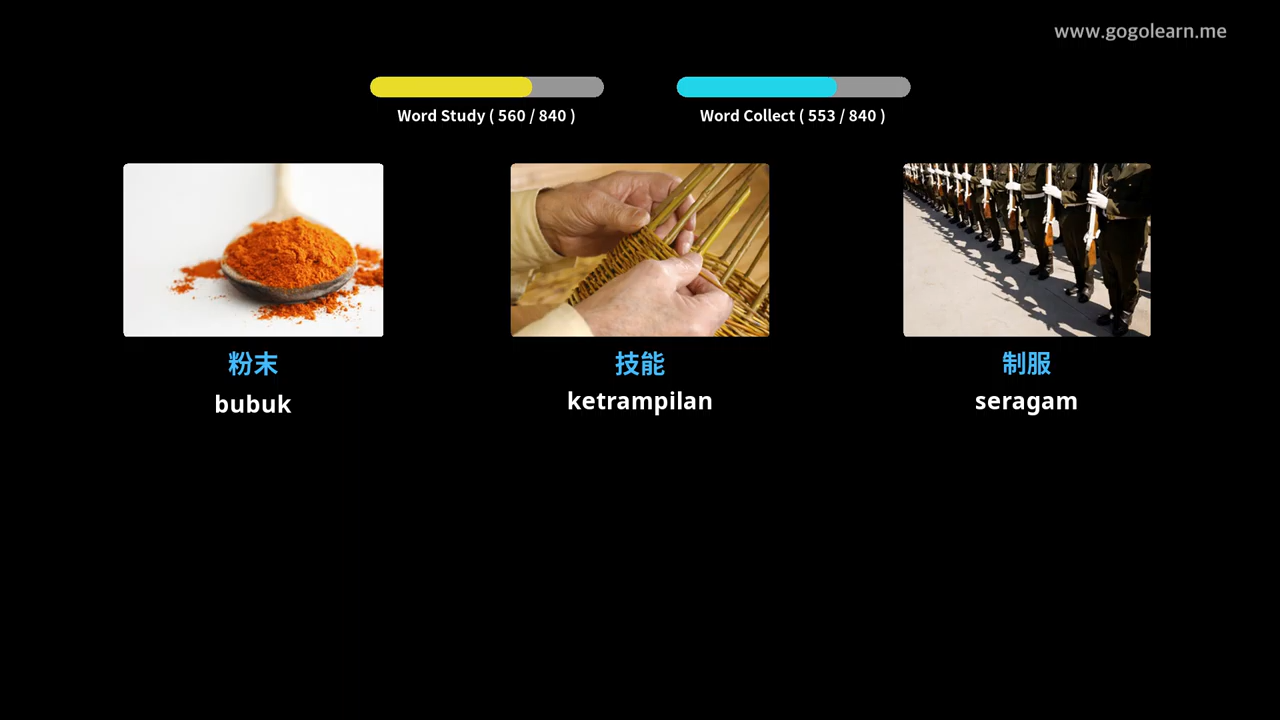 www.gogolearn.me
Word Study ( 560 / 840 )
Word Collect ( 553 / 840 )
粉末
技能
制服
bubuk
ketrampilan
seragam